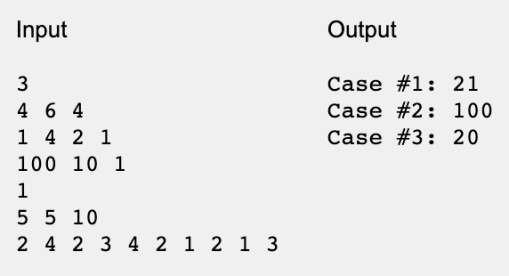 Input
3
4 6 4
1 4 2 1
100 10 1
1
5 5 10
2 4 2 3 4 2 1 2 1 3
Output
Case #1: 21
Case #2: 100
Case #3: 20